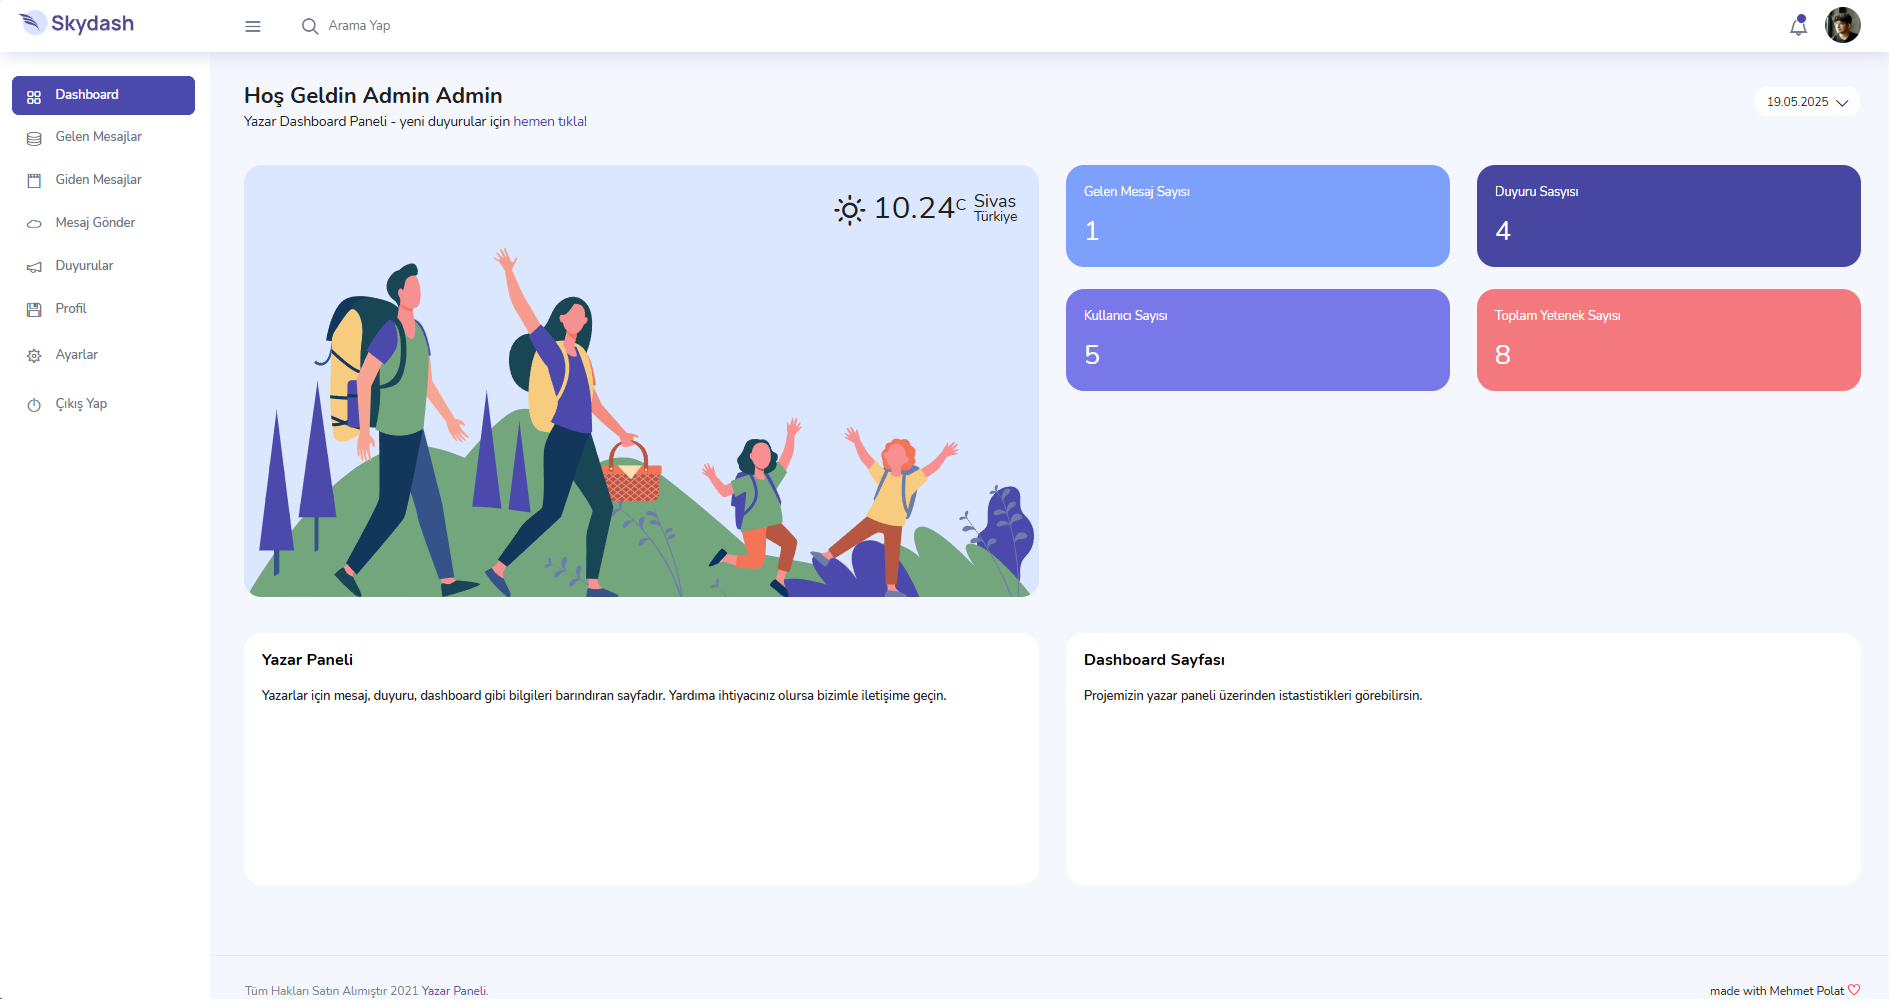 Skydash
Arama Yap
Dashboard
Gelen Mesajlar
Giden Mesajlar
Mesaj Gönder
Duyurular
Profil
Ayarlar
Çıkış Yap
Hoş Geldin Admin Admin
Yazar Dashboard Paneli - yeni duyurular için hemen tıkla!
19.05.2025
10.24C Sivas
Türkiye
Gelen Mesaj Sayısı
1
Duyuru Sasyısı
4
Kullanıcı Sayısı
5
Toplam Yetenek Sayısı
8
Yazar Paneli
Yazarlar için mesaj, duyuru, dashboard gibi bilgileri barındıran sayfadır. Yardıma ihtiyacınız olursa bizimle iletişime geçin.
Dashboard Sayfası
Projemizin yazar paneli üzerinden istastistikleri görebilirsin.
Tüm Hakları Satın Alımıştır 2021 Yazar Paneli.
made with Mehmet Polat